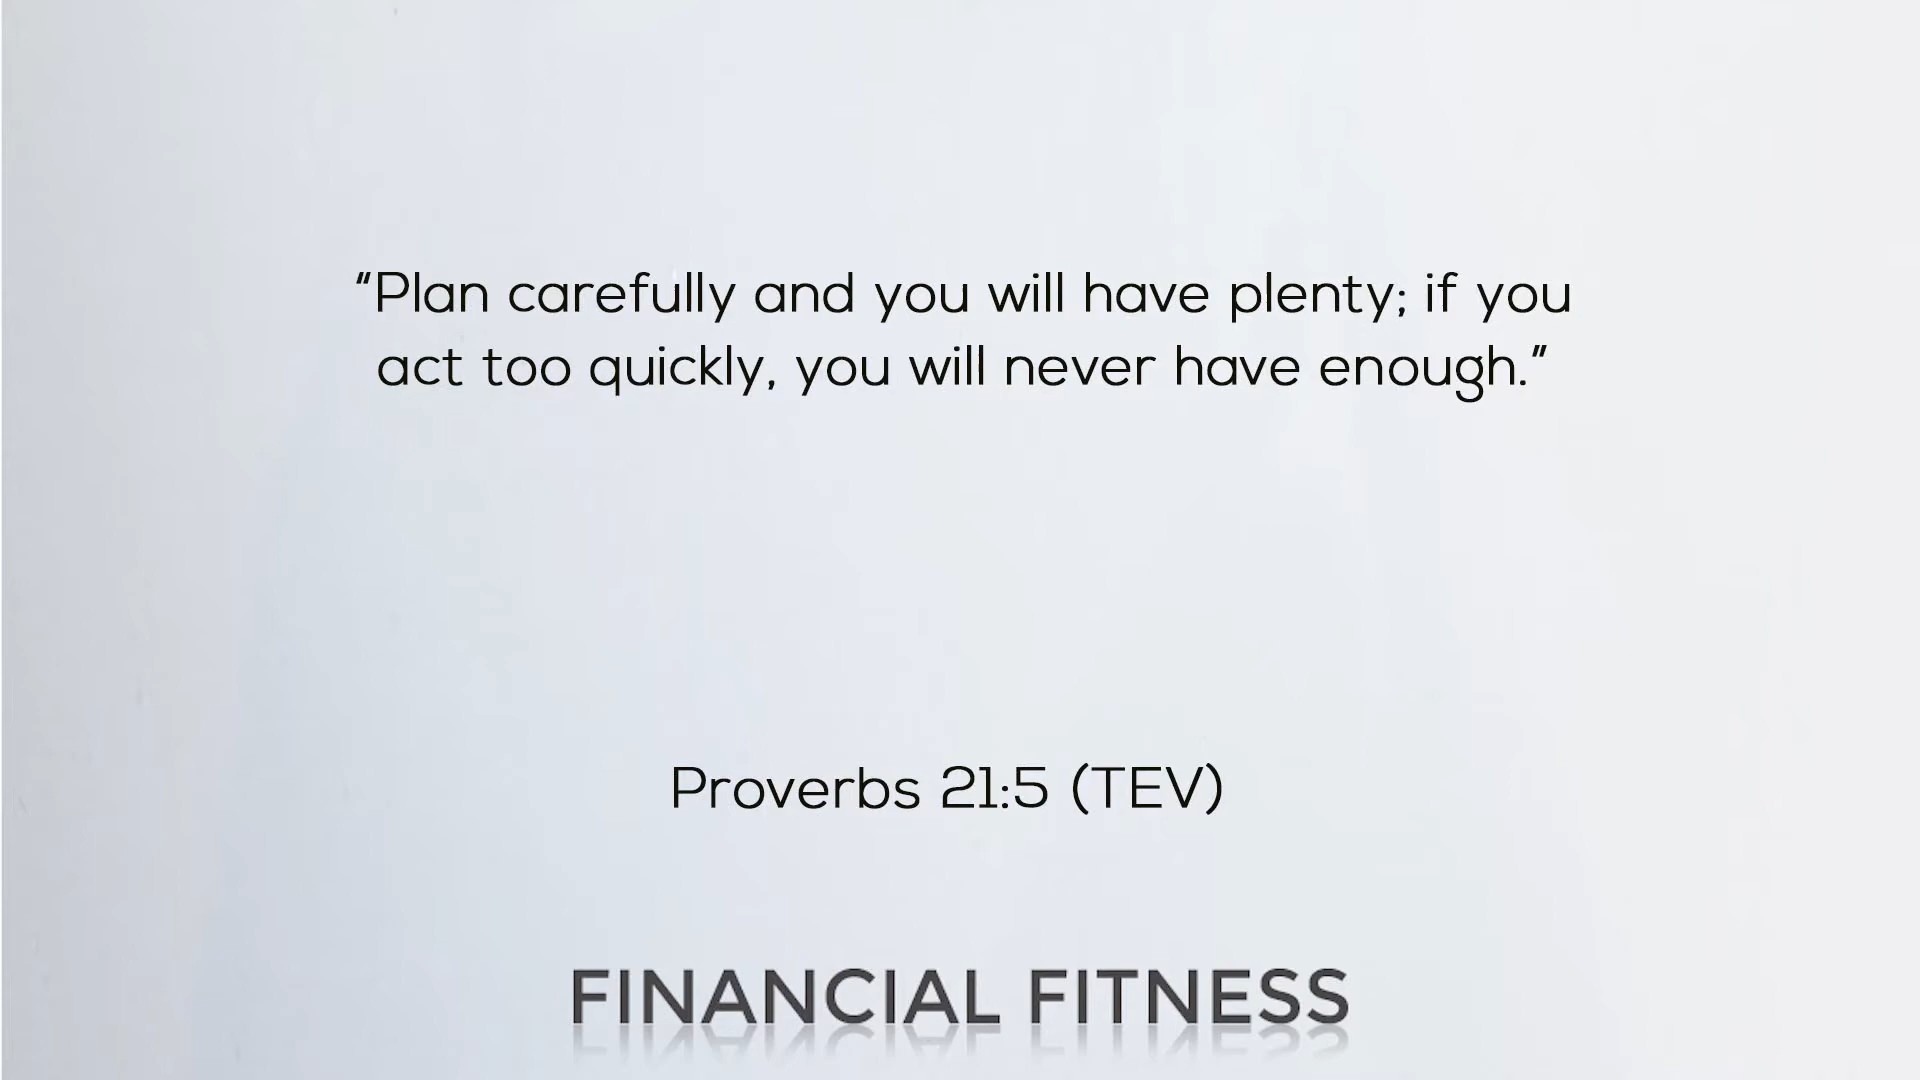 “Plan carefully and you will have plenty; if you
act too quickly, you will never have enough.”
Proverbs 21:5 (TEV)
FINANCIAL FITNESS